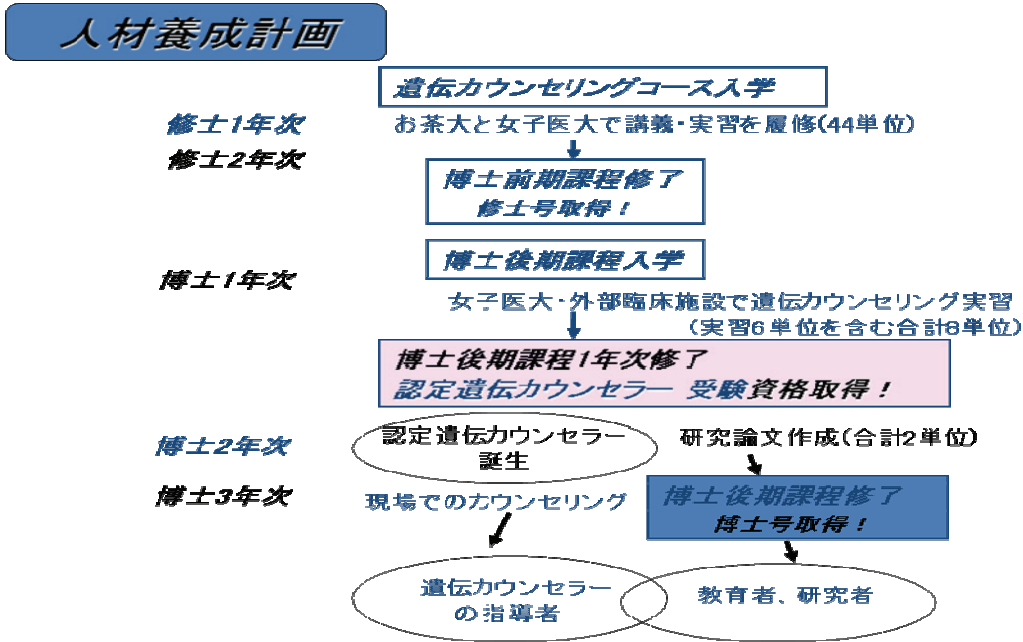 人材養成計画
遺伝カウンセリングコース入学
修士1年次
お茶大と女子医大で講義・実習を履修(44単位)
修士2年次
博士前期課程修了
修士号取得!
博士後期課程入学
博士1年次
女子医大・外部臨床施設で遺伝カウンセリング実習
(実習6単位を含む合計8単位)
博士後期課程1年次修了
認定遺伝カウンセラー 受験資格取得!
博士2年次
認定遺伝カウンセラー
誕生
研究論文作成(合計2単位)
博士3年次
現場でのカウンセリング
博士後期課程修了
博士号取得!
遺伝カウンセラー
の指導者
教育者、研究者